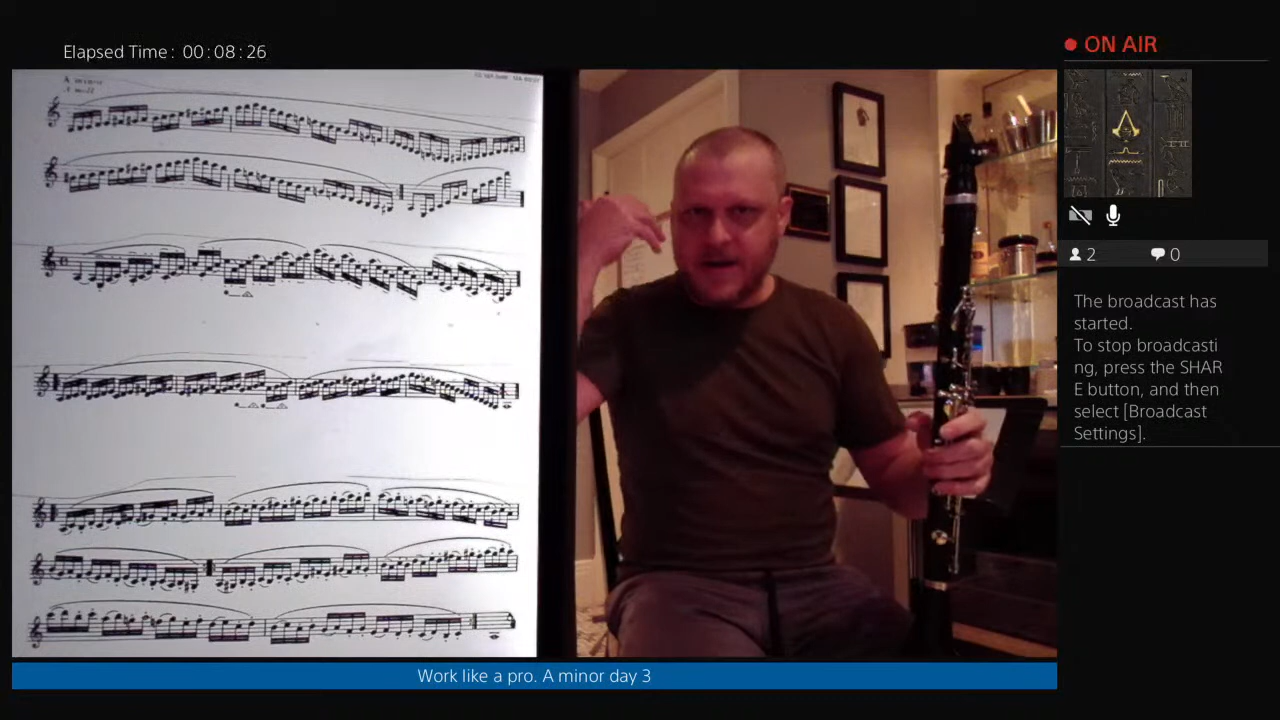 Elapsed Time: 00:08:26
ON AIR
2
0
The broadcast has
started.
To stop broadcasti
ng, press the SHAR
E button, and then
select [Broadcast
Settings].
Work like a pro. A minor day 3